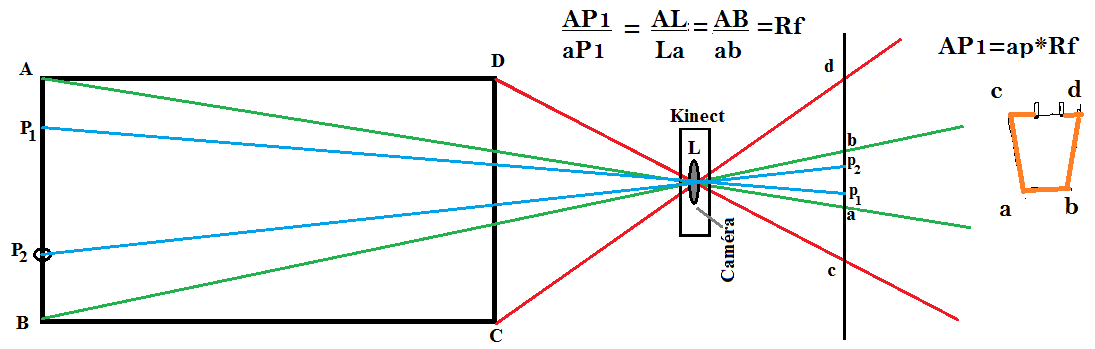 AP1/aP1 = AL/La = AB/ab =Rf
AP1=ap*Rf
A
D
d
c
d
Kinect
P1
L
b
p2
p1
a
a
b
P2
Caméra
c
B
C